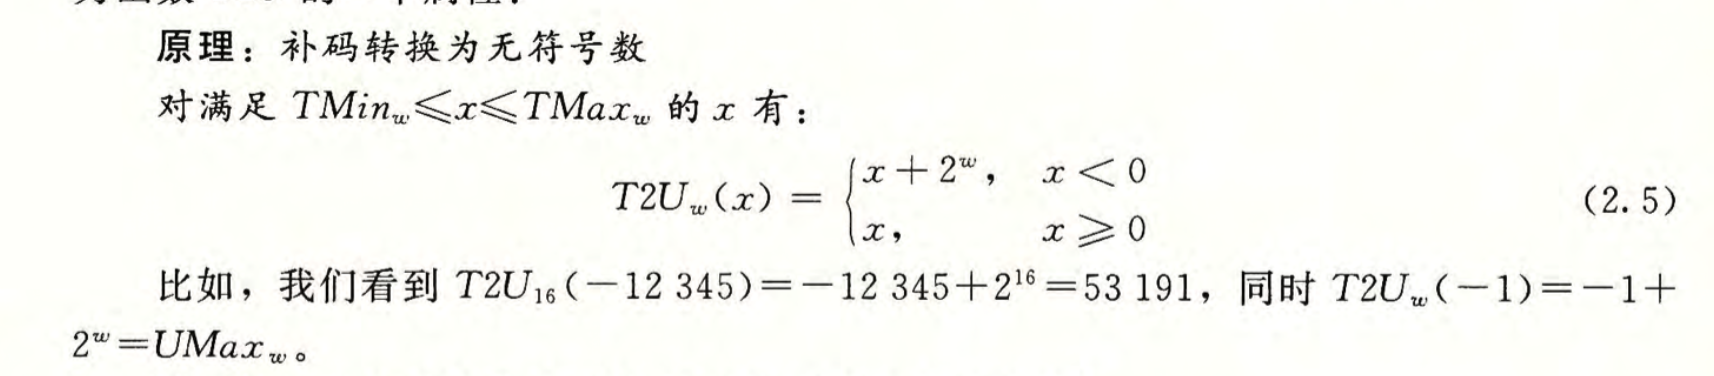 原理：补码转换为无符号数
对满足 TMin_w≤x≤TMax_w 的 x 有：
T2U_w(x) = { x+2^w, x<0
x, x≥0 (2.5)
比如，我们看到 T2U_16(-12 345)=-12 345+2^16=53 191，同时 T2U_w(-1)=-1+
2^w=UMax_w。